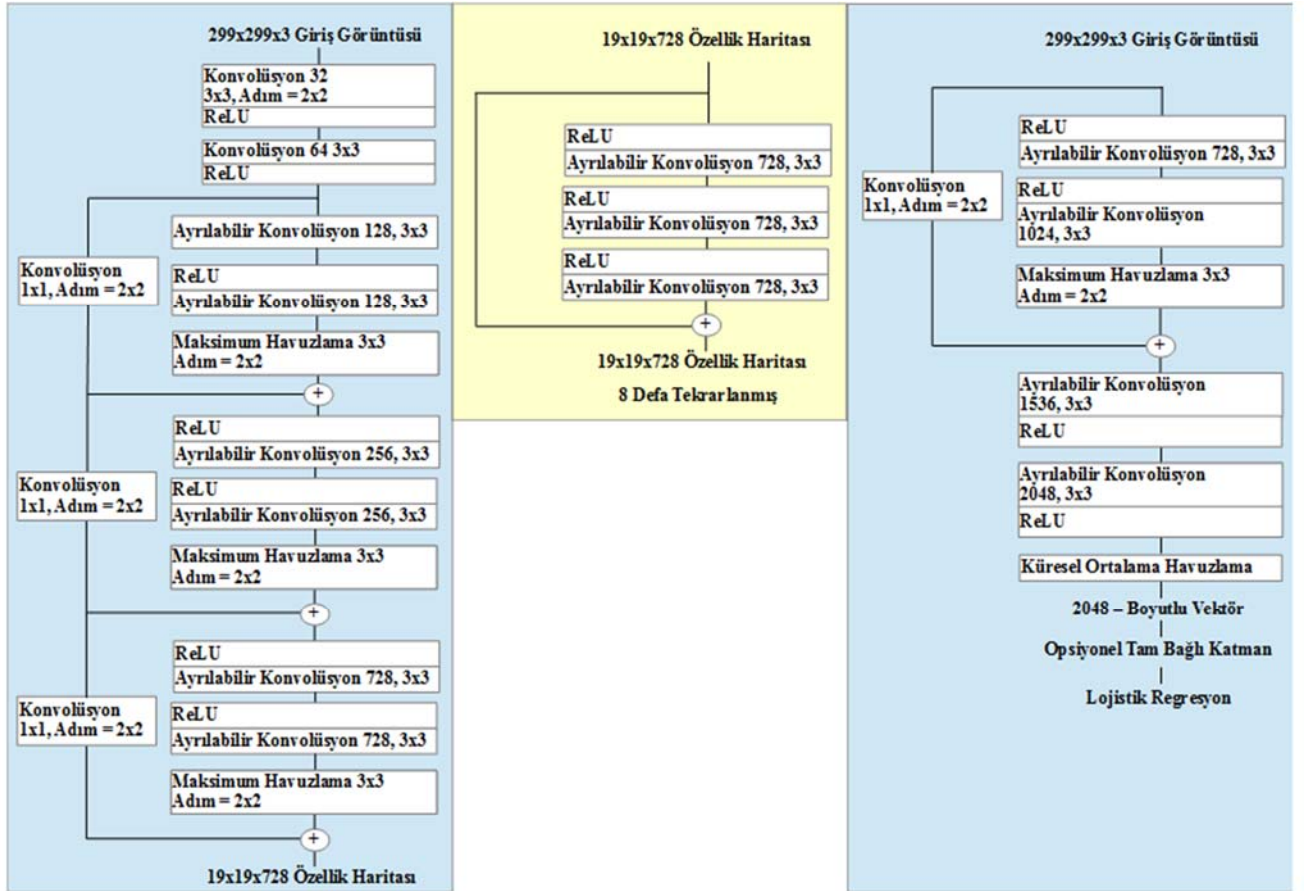 299x299x3 Giriş Görüntüsü
Konvolüsyon 32
3x3, Adım = 2x2
ReLU
Konvolüsyon 64 3x3
ReLU
Ayrılabilir Konvolüsyon 128, 3x3
Konvolüsyon
1x1, Adım = 2x2
ReLU
Ayrılabilir Konvolüsyon 128, 3x3
Maksimum Havuzlama 3x3
Adım = 2x2
+
ReLU
Ayrılabilir Konvolüsyon 256, 3x3
Konvolüsyon
1x1, Adım = 2x2
ReLU
Ayrılabilir Konvolüsyon 256, 3x3
Maksimum Havuzlama 3x3
Adım = 2x2
+
ReLU
Ayrılabilir Konvolüsyon 728, 3x3
Konvolüsyon
1x1, Adım = 2x2
ReLU
Ayrılabilir Konvolüsyon 728, 3x3
Maksimum Havuzlama 3x3
Adım = 2x2
+
19x19x728 Özellik Haritası
19x19x728 Özellik Haritası
ReLU
Ayrılabilir Konvolüsyon 728, 3x3
ReLU
Ayrılabilir Konvolüsyon 728, 3x3
ReLU
Ayrılabilir Konvolüsyon 728, 3x3
+
19x19x728 Özellik Haritası
8 Defa Tekrarlanmış
299x299x3 Giriş Görüntüsü
ReLU
Ayrılabilir Konvolüsyon 728, 3x3
Konvolüsyon
1x1, Adım = 2x2
ReLU
Ayrılabilir Konvolüsyon
1024, 3x3
Maksimum Havuzlama 3x3
Adım = 2x2
+
Ayrılabilir Konvolüsyon
1536, 3x3
ReLU
Ayrılabilir Konvolüsyon
2048, 3x3
ReLU
Küresel Ortalama Havuzlama
2048 – Boyutlu Vektör
Opsiyonel Tam Bağlı Katman
Lojistik Regresyon